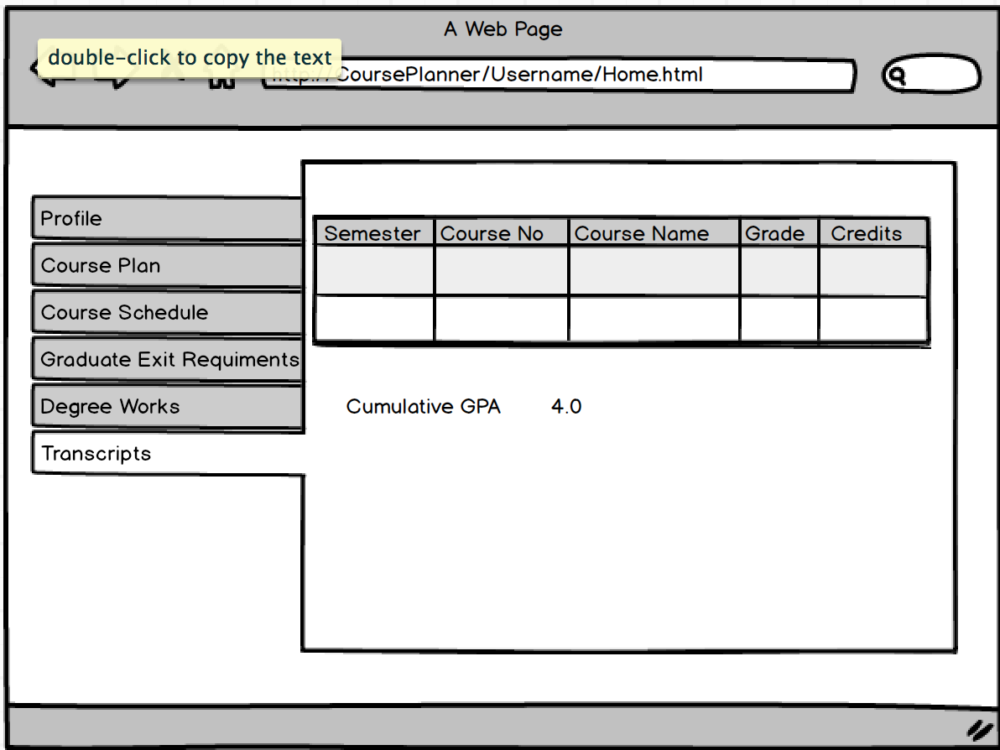 A Web Page
double-click to copy the text
http://CoursePlanner/Username/Home.html
Profile
Course Plan
Course Schedule
Graduate Exit Requiments
Degree Works
Transcripts
Semester Course No Course Name Grade Credits
Cumulative GPA 4.0